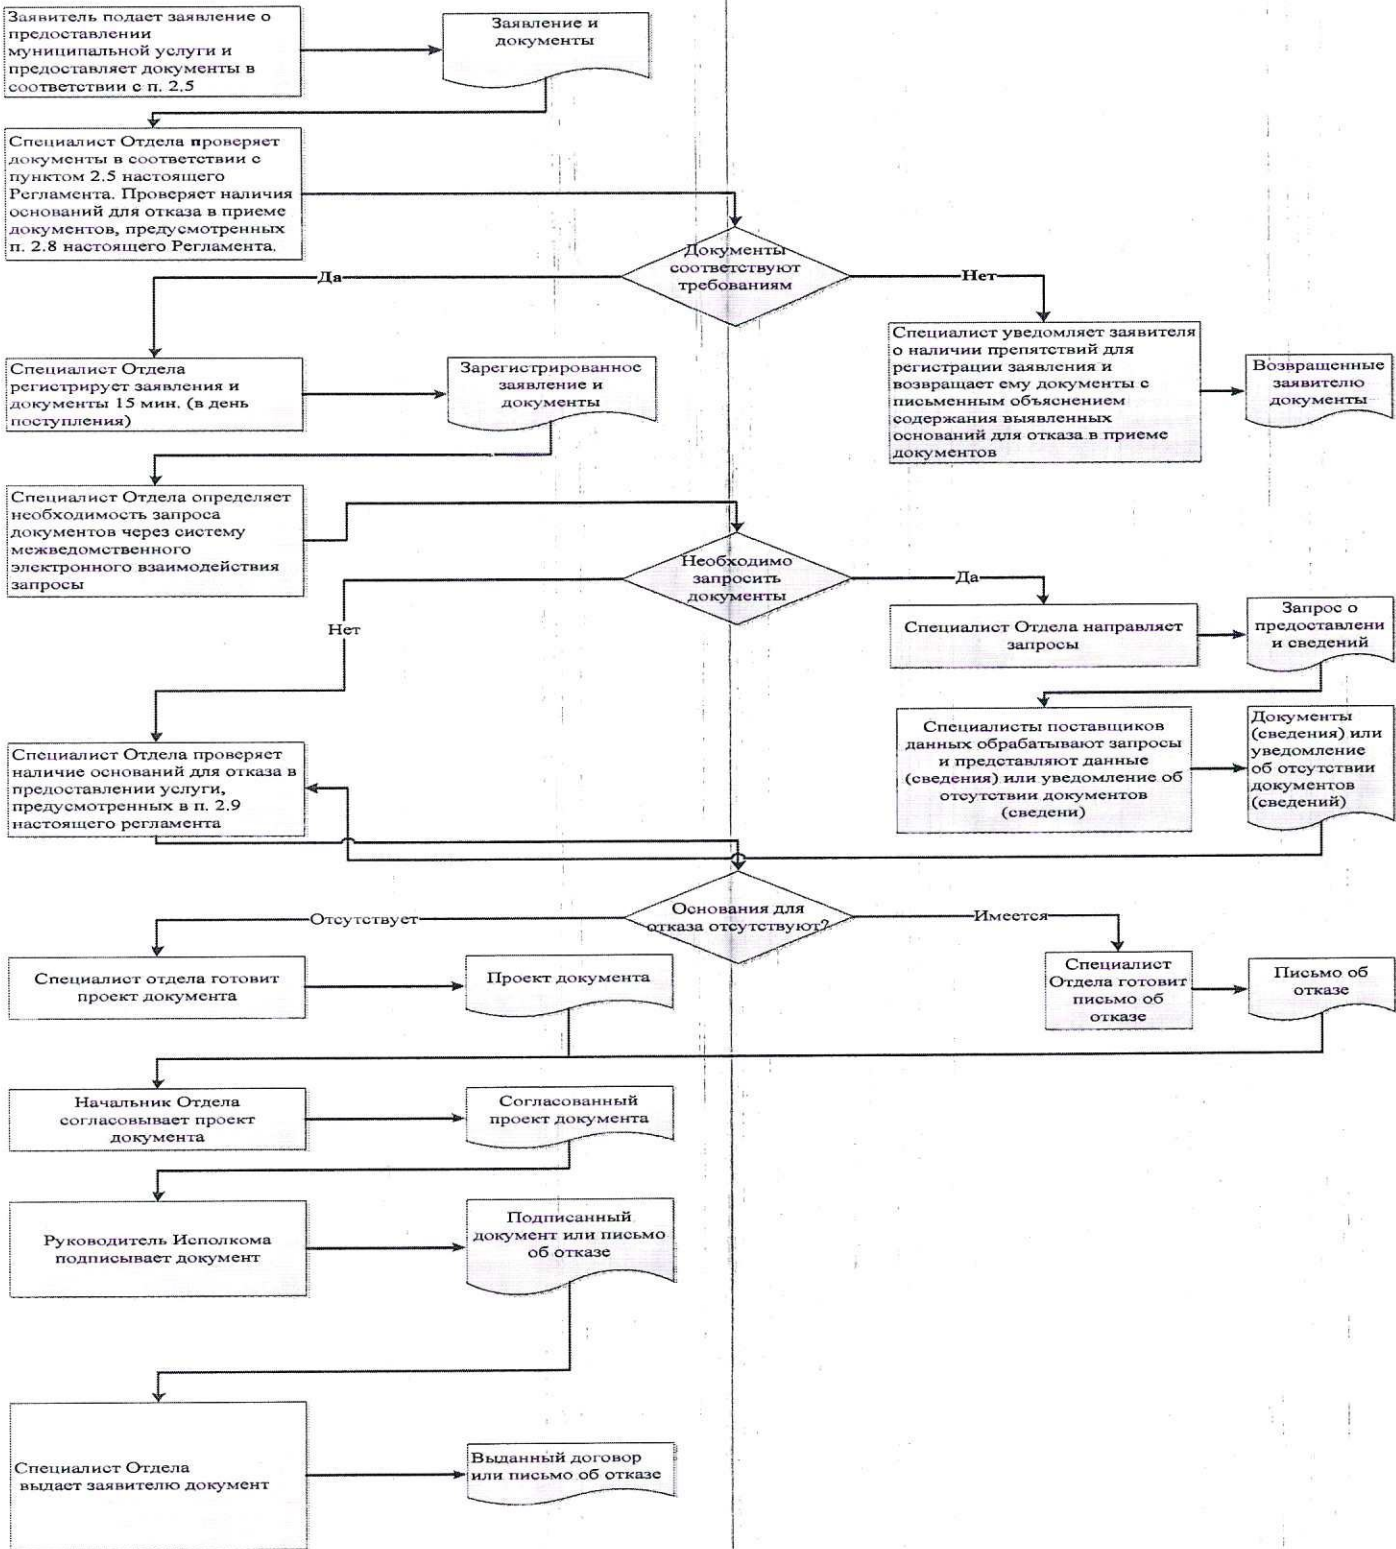 Заявитель подает заявление о
предоставлении
муниципальной услуги и
предоставляет документы в
соответствии с п. 2.5
Заявление и
документы
Специалист Отдела проверяет
документы в соответствии с
пунктом 2.5 настоящего
Регламента. Проверяет наличия
оснований для отказа в приеме
документов, предусмотренных
п. 2.8 настоящего Регламента.
Документы
соответствуют
требованиям
Да
Нет
Специалист Отдела
регистрирует заявления и
документы 15 мин. (в день
поступления)
Зарегистрированное
заявление и
документы
Специалист уведомляет заявителя
о наличии препятствий для
регистрации заявления и
возвращает ему документы с
письменным объяснением
содержания выявленных
оснований для отказа в приеме
документов
Возвращенные
заявителю
документы
Специалист Отдела определяет
необходимость запроса
документов через систему
межведомственного
электронного взаимодействия
запросы
Необходимо
запросить
документы
Да
Нет
Специалист Отдела направляет
запросы
Запрос о
предоставлени
и сведений
Специалисты поставщиков
данных обрабатывают запросы
и представляют данные
(сведения) или уведомление об
отсутствии документов
(сведени)
Документы
(сведения) или
уведомление
об отсутствии
документов
(сведений)
Специалист Отдела проверяет
наличие оснований для отказа в
предоставлении услуги,
предусмотренных в п. 2.9
настоящего регламента
Основания для
отказа отсутствуют?
Отсутствует
Имеется
Специалист отдела готовит
проект документа
Проект документа
Специалист
Отдела готовит
письмо об
отказе
Письмо об
отказе
Начальник Отдела
согласовывает проект
документа
Согласованный
проект документа
Руководитель Исполкома
подписывает документ
Подписанный
документ или письмо
об отказе
Специалист Отдела
выдает заявителю документ
Выданный договор
или письмо об отказе